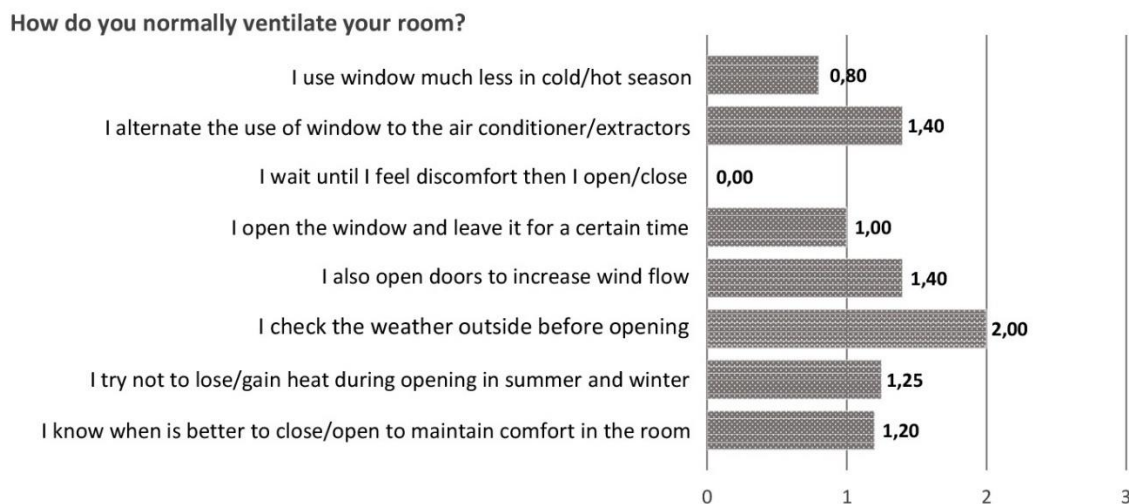 How do you normally ventilate your room?
I use window much less in cold/hot season 0,80
I alternate the use of window to the air conditioner/extractors 1,40
I wait until I feel discomfort then I open/close 0,00
I open the window and leave it for a certain time 1,00
I also open doors to increase wind flow 1,40
I check the weather outside before opening 2,00
I try not to lose/gain heat during opening in summer and winter 1,25
I know when is better to close/open to maintain comfort in the room 1,20
0 1 2 3